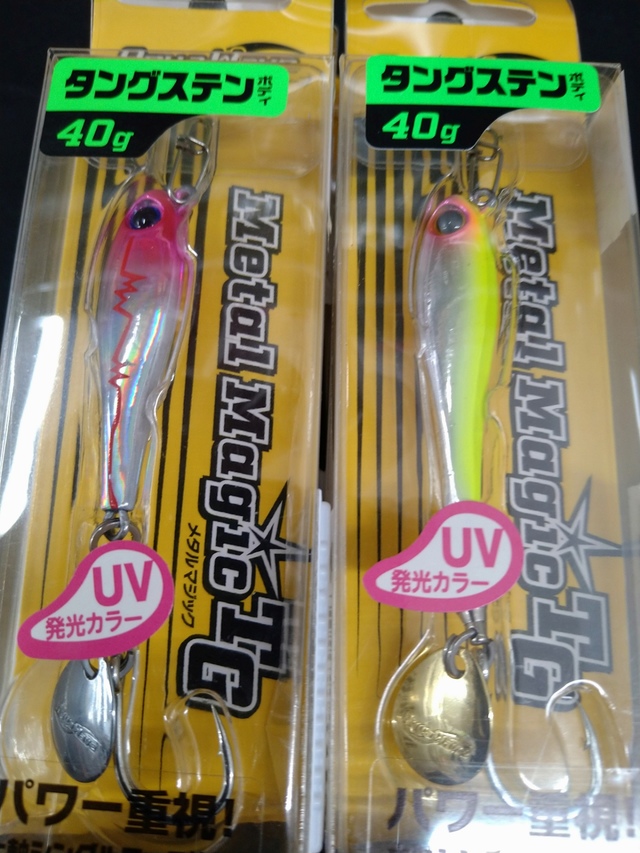 タングステンボディ
40g
Metal Magic TG
メタルマジック
UV
発光カラー
パワー重視!
タングステンボディ
40g
Metal Magic TG
UV
発光カラー
パワー重視!